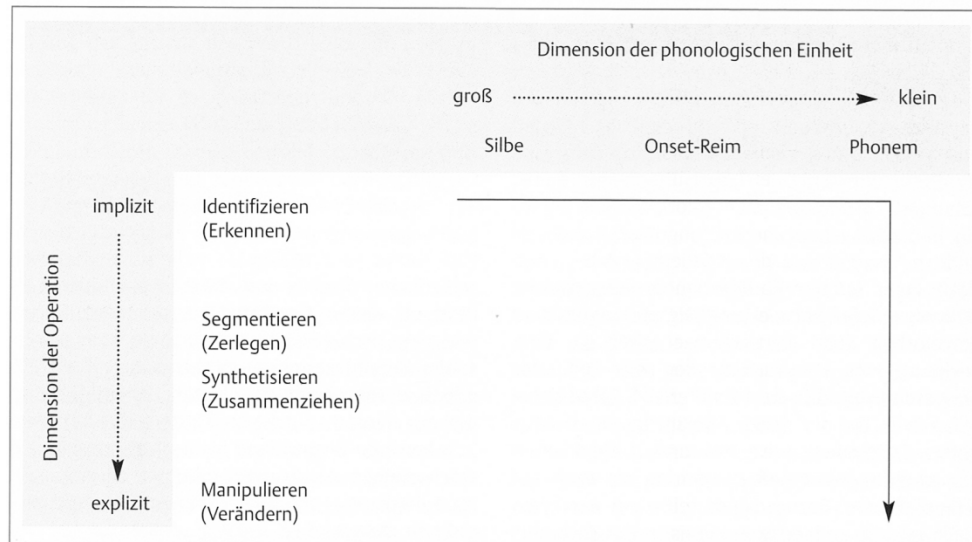 Dimension der phonologischen Einheit
groß klein
Silbe Onset-Reim Phonem
implizit Identifizieren
(Erkennen)
Dimension der Operation
Segmentieren
(Zerlegen)
Synthetisieren
(Zusammenziehen)
explizit Manipulieren
(Verändern)